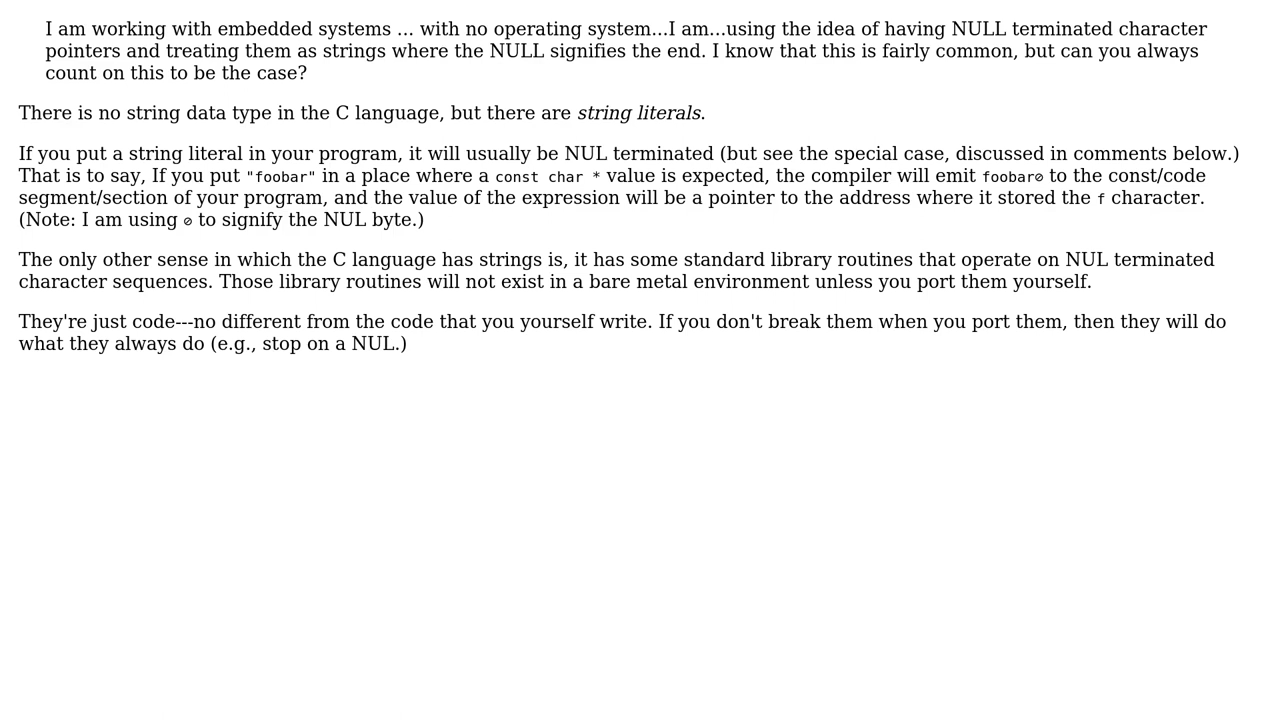 I am working with embedded systems ... with no operating system...I am...using the idea of having NULL terminated character
pointers and treating them as strings where the NULL signifies the end. I know that this is fairly common, but can you always
count on this to be the case?
There is no string data type in the C language, but there are string literals.
If you put a string literal in your program, it will usually be NUL terminated (but see the special case, discussed in comments below.)
That is to say, If you put "foobar" in a place where a const char * value is expected, the compiler will emit foobar⊘ to the const/code
segment/section of your program, and the value of the expression will be a pointer to the address where it stored the f character.
(Note: I am using ⊘ to signify the NUL byte.)
The only other sense in which the C language has strings is, it has some standard library routines that operate on NUL terminated
character sequences. Those library routines will not exist in a bare metal environment unless you port them yourself.
They're just code---no different from the code that you yourself write. If you don't break them when you port them, then they will do
what they always do (e.g., stop on a NUL.)